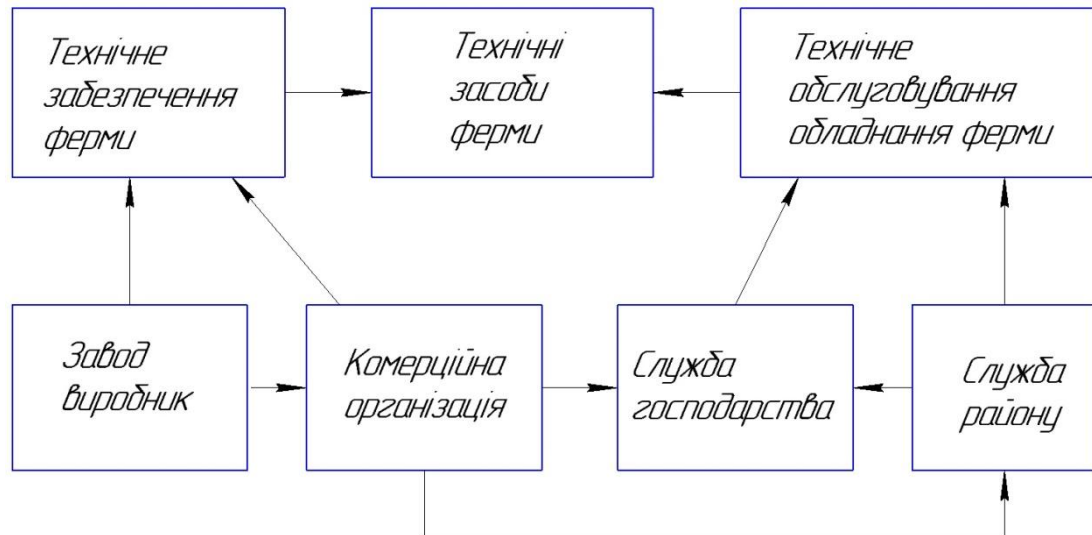 Технічне
забезпечення
ферми
Технічні
засоби
ферми
Технічне
обслуговування
обладнання ферми
Завод
виробник
Комерційна
організація
Служба
господарства
Служба
району